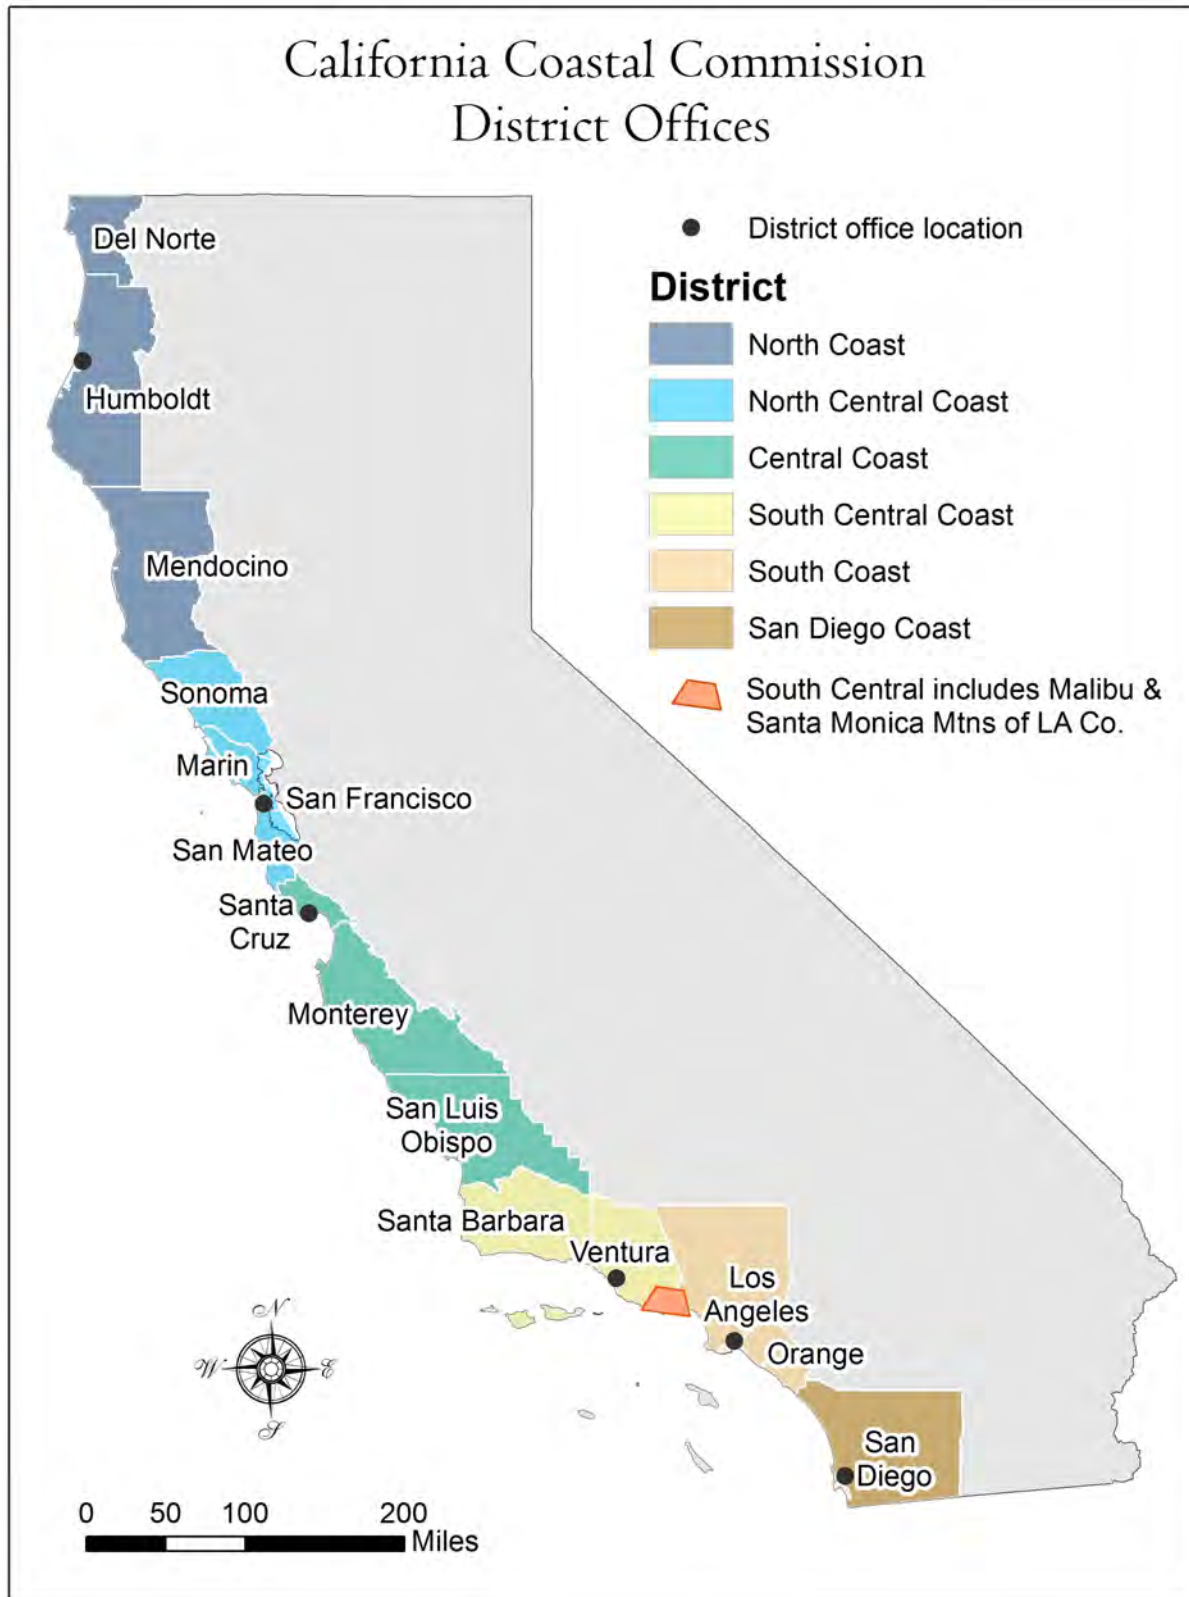 California Coastal Commission
District Offices
District office location
District
North Coast
North Central Coast
Central Coast
South Central Coast
South Coast
San Diego Coast
South Central includes Malibu &
Santa Monica Mtns of LA Co.
Del Norte
Humboldt
Mendocino
Sonoma
Marin
San Francisco
San Mateo
Santa
Cruz
Monterey
San Luis
Obispo
Santa Barbara
Ventura
Los
Angeles
Orange
San
Diego
N
W
E
S
0 50 100 200
Miles